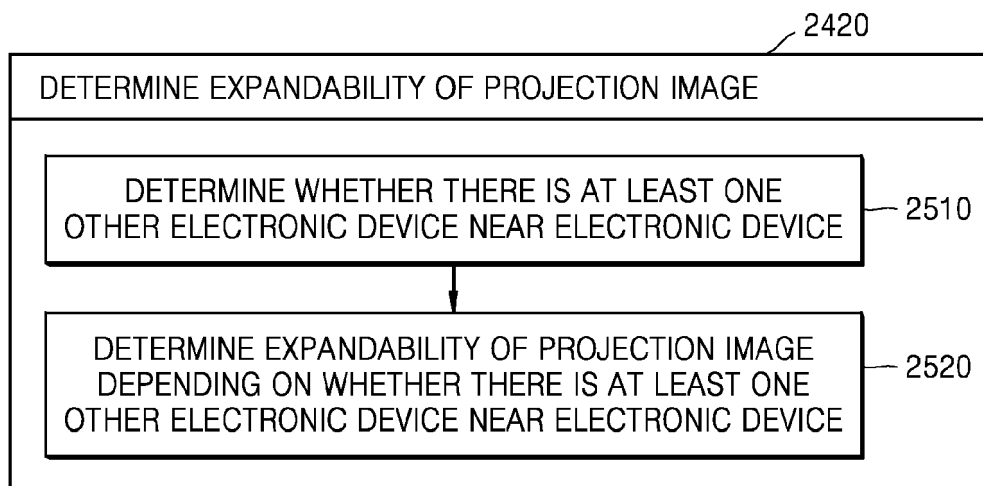 2420
DETERMINE EXPANDABILITY OF PROJECTION IMAGE
DETERMINE WHETHER THERE IS AT LEAST ONE
OTHER ELECTRONIC DEVICE NEAR ELECTRONIC DEVICE
2510
DETERMINE EXPANDABILITY OF PROJECTION IMAGE
DEPENDING ON WHETHER THERE IS AT LEAST ONE
OTHER ELECTRONIC DEVICE NEAR ELECTRONIC DEVICE
2520